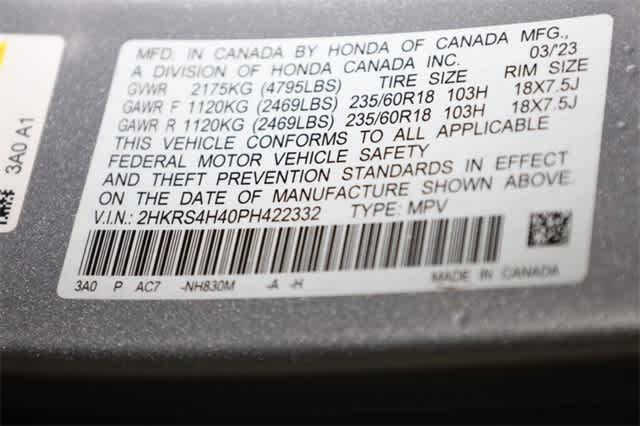 MFD. IN CANADA BY HONDA OF CANADA MFG.,
A DIVISION OF HONDA CANADA INC. 03/23
GVWR 2175KG (4795LBS) TIRE SIZE RIM SIZE
GAWR F 1120KG (2469LBS) 235/60R18 103H 18X7.5J
GAWR R 1120KG (2469LBS) 235/60R18 103H 18X7.5J
THIS VEHICLE CONFORMS TO ALL APPLICABLE
FEDERAL MOTOR VEHICLE SAFETY
AND THEFT PREVENTION STANDARDS IN EFFECT
ON THE DATE OF MANUFACTURE SHOWN ABOVE.
V.I.N.: 2HKRS4H40PH422332 TYPE: MPV
3A0 P AC7 -NH830M -A -H MADE IN CANADA
3A0 A1